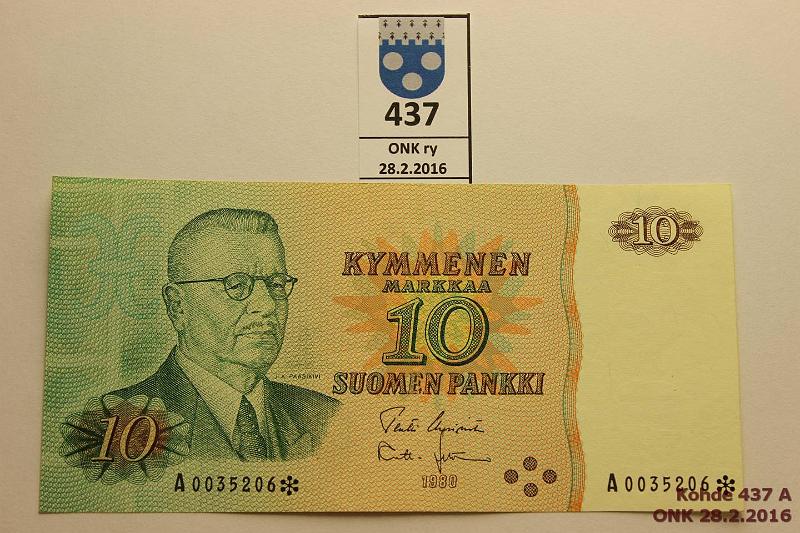 437
ONK ry
28.2.2016
10
KYMMENEN
MARKKAA
10
SUOMEN PANKKI
PAASIKIVI
10
1980
A0035206*
A0035206*
Kohde 437 A
ONK 28.2.2016